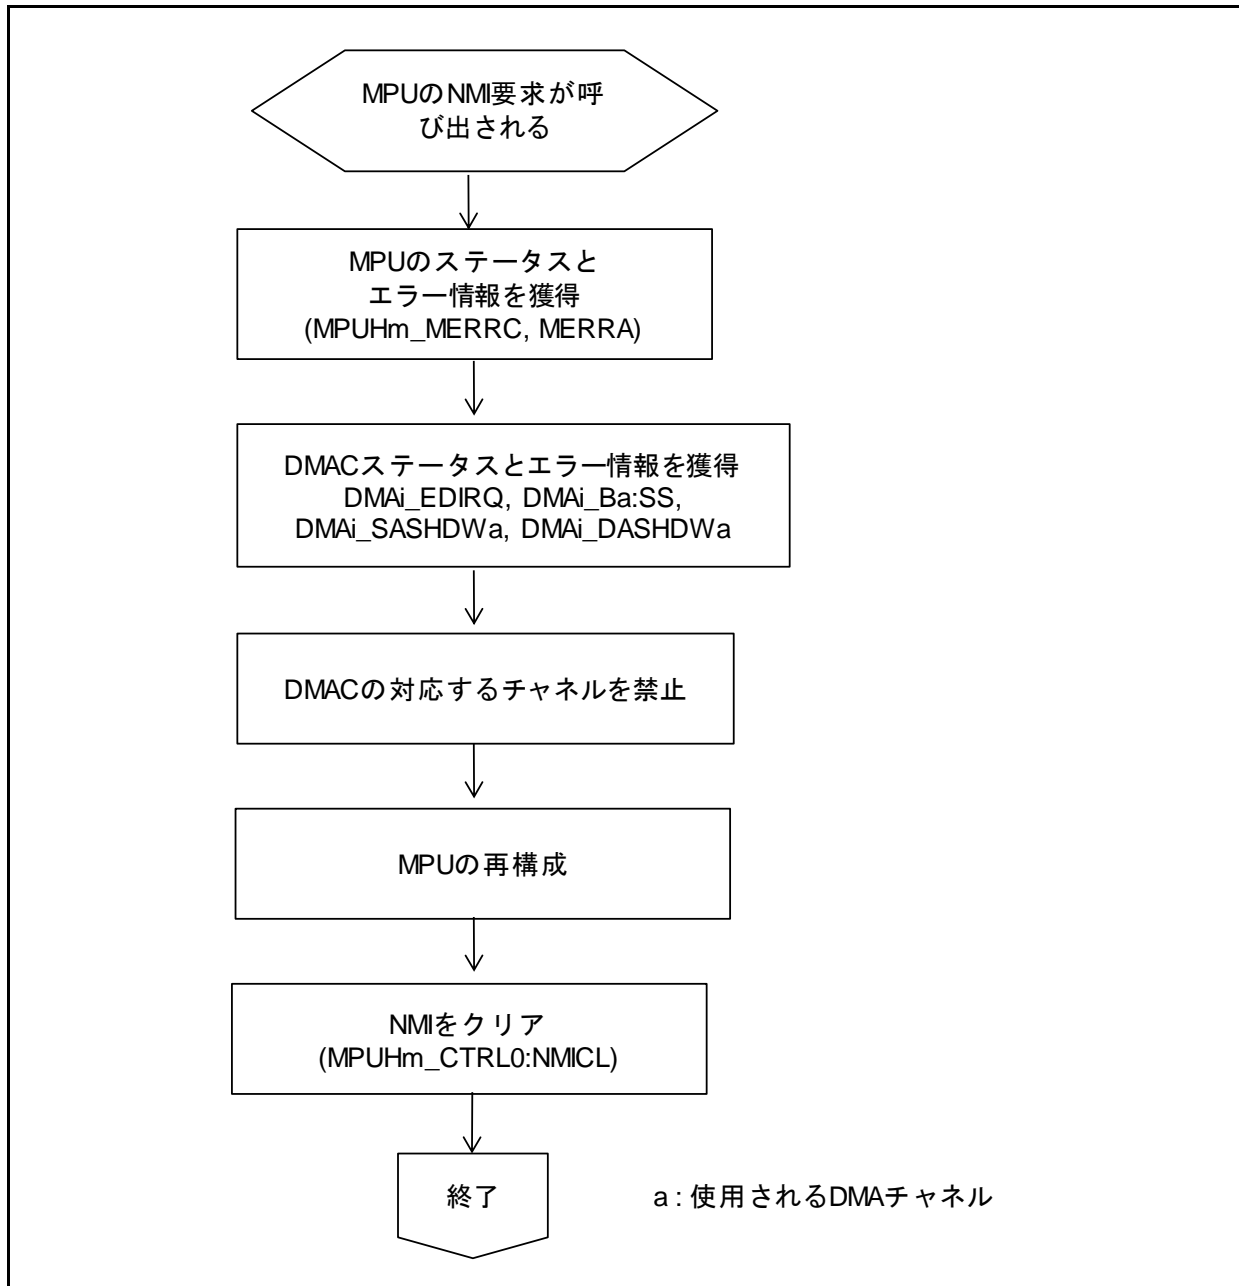 MPUのNMI要求が呼
び出される
MPUのステータスと
エラー情報を獲得
(MPUHm_MERRC, MERRA)
DMACステータスとエラー情報を獲得
DMAi_EDIRQ, DMAi_Ba:SS,
DMAi_SASHDWa, DMAi_DASHDWa
DMACの対応するチャネルを禁止
MPUの再構成
NMIをクリア
(MPUHm_CTRL0:NMICL)
終了
a : 使用されるDMAチャネル